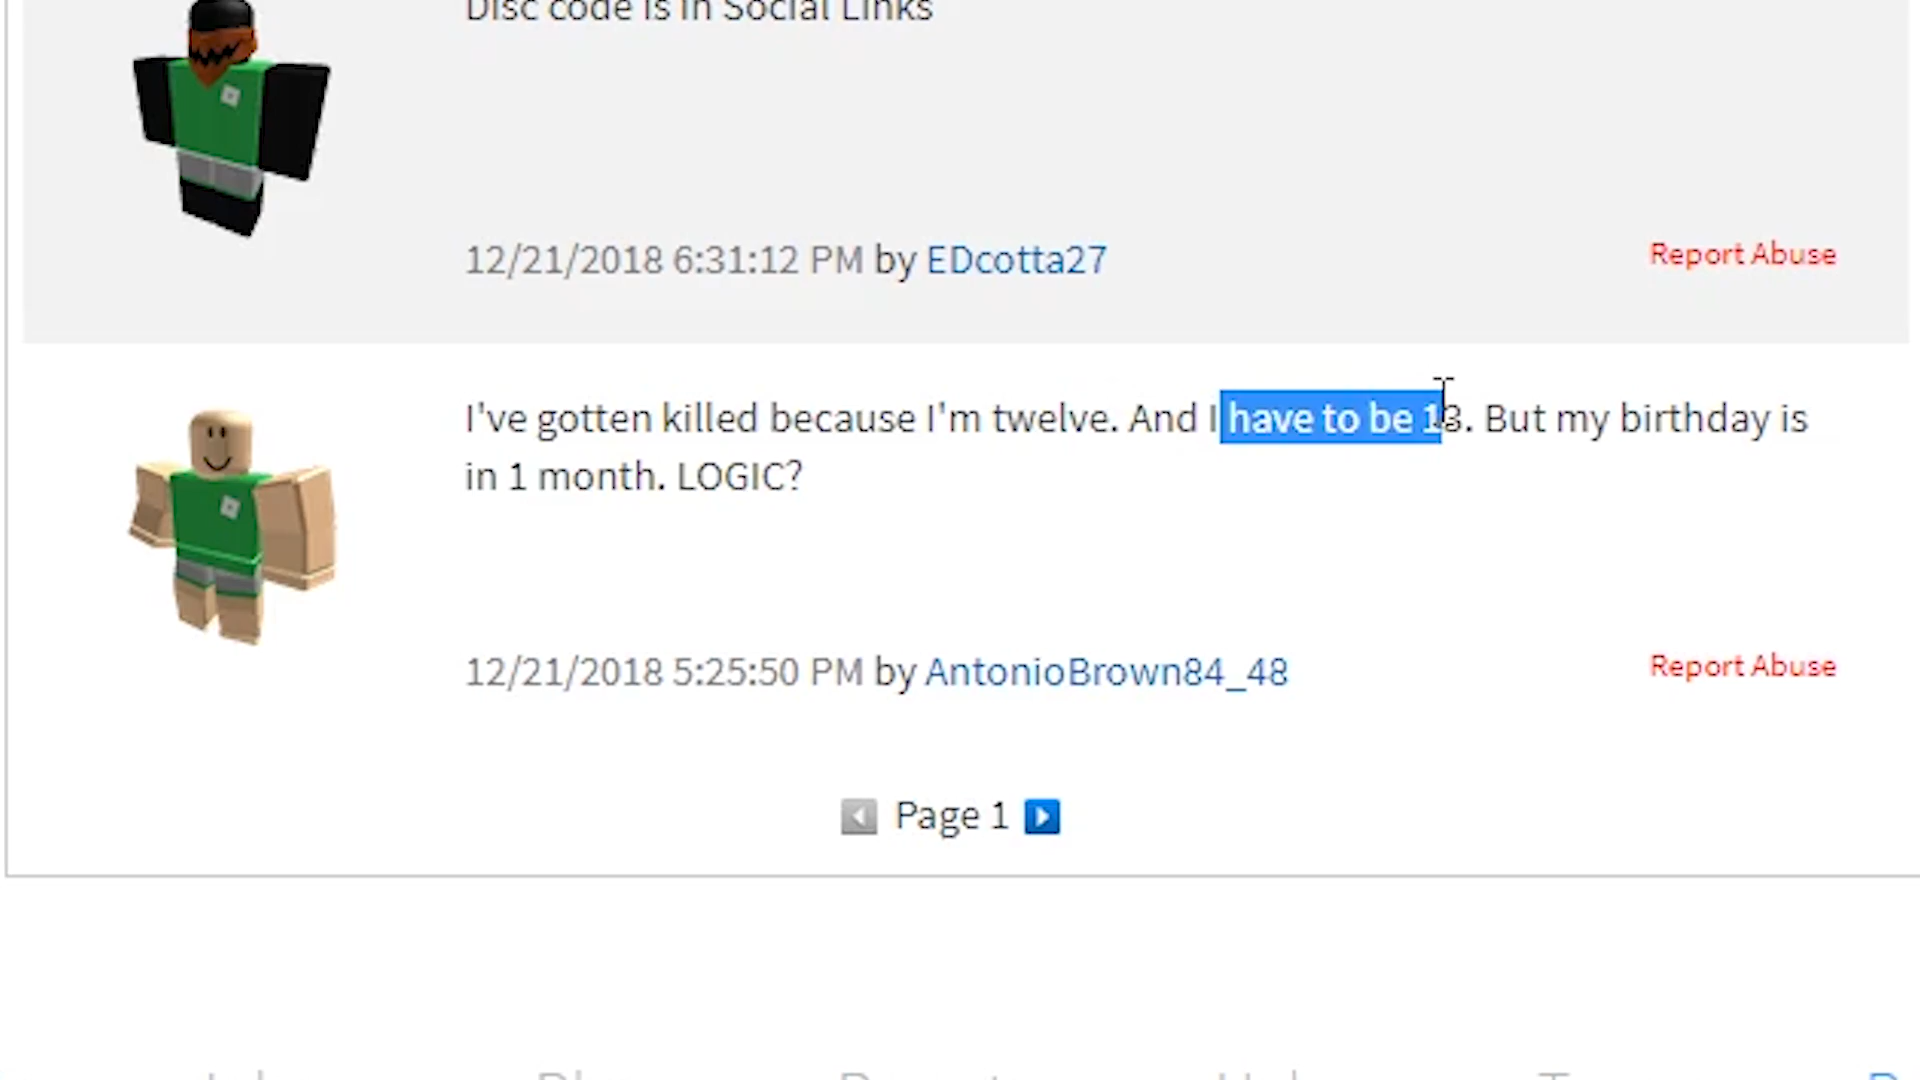 Disc code is in Social Links
12/21/2018 6:31:12 PM by EDcotta27
Report Abuse
I've gotten killed because I'm twelve. And I have to be 13. But my birthday is
in 1 month. LOGIC?
12/21/2018 5:25:50 PM by AntonioBrown84_48
Report Abuse
Page 1